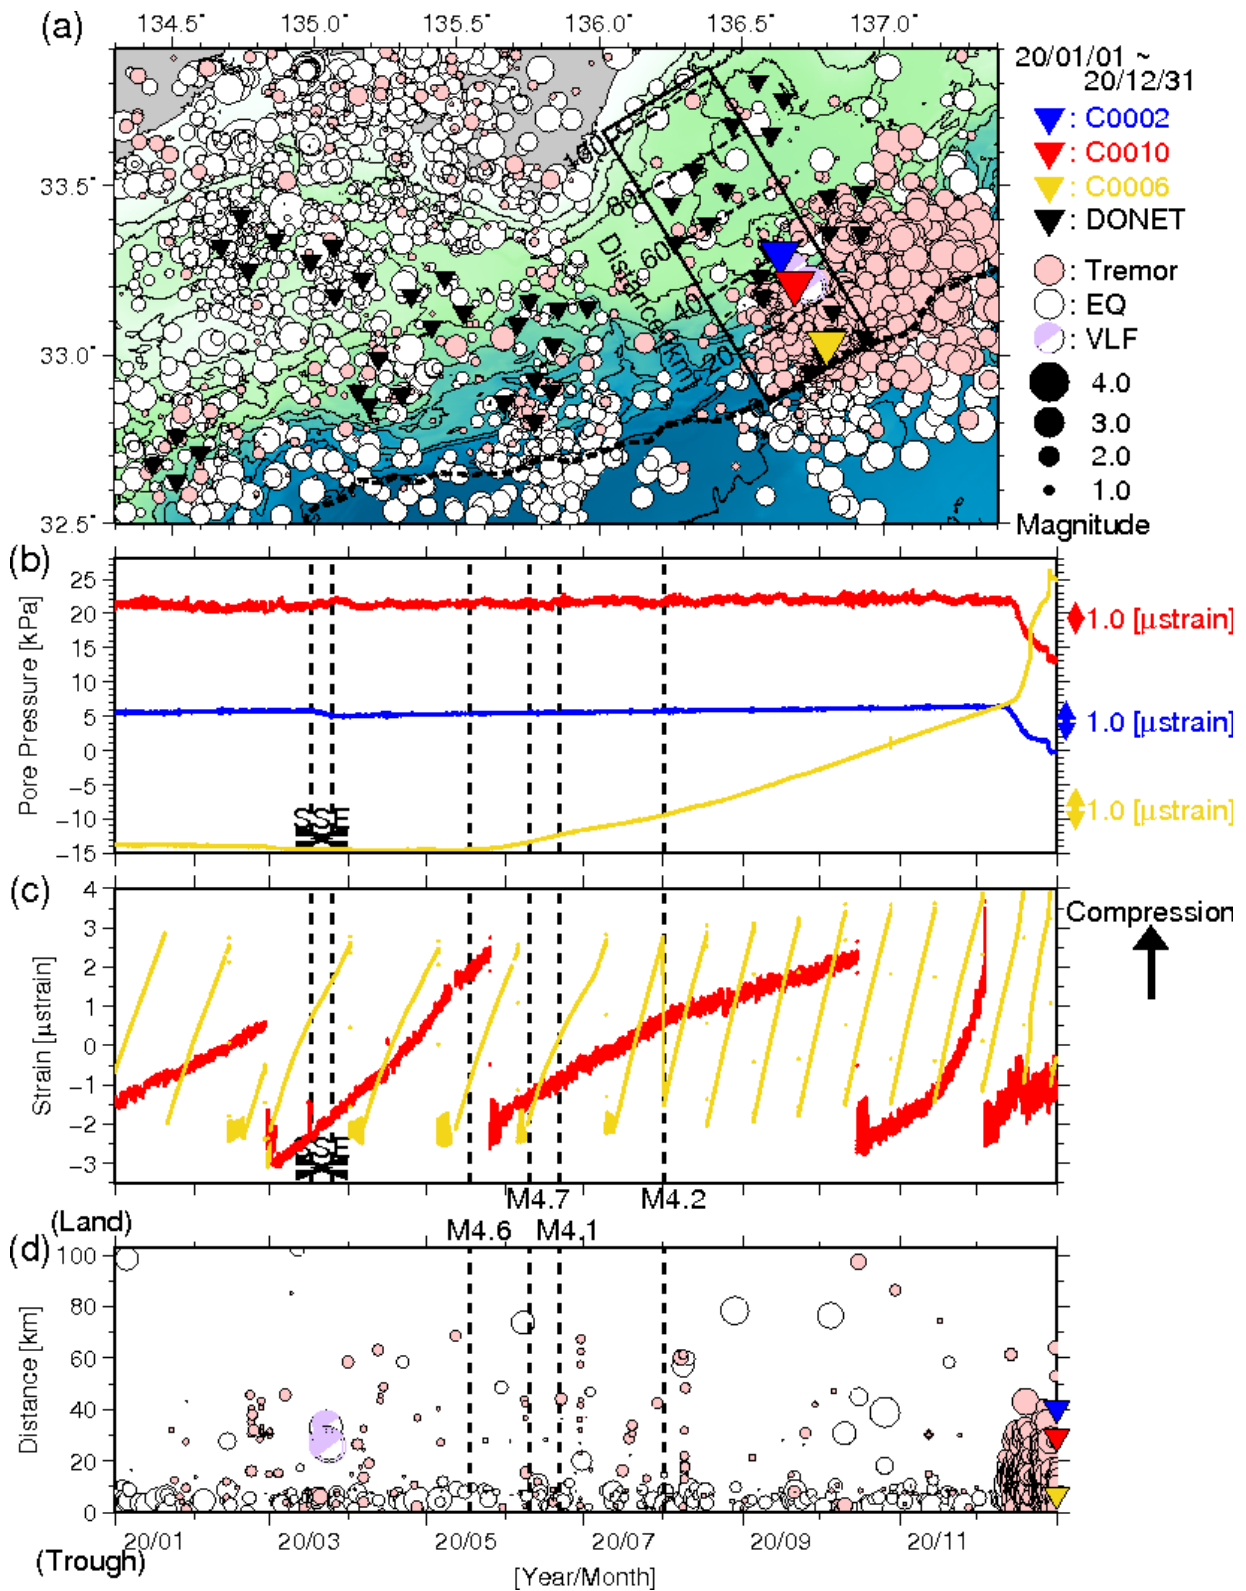 (a)
134.5° 135.0° 135.5° 136.0° 136.5° 137.0°
20/01/01 ~
20/12/31
: C0002
: C0010
: C0006
: DONET
: Tremor
: EQ
: VLF
4.0
3.0
2.0
1.0
Magnitude
33.5°
33.0°
32.5°
100
80
60
40
20
Distance [km]
(b)
25
20
15
10
5
0
−5
−10
−15
Pore Pressure [kPa]
SSE
1.0 [μstrain]
1.0 [μstrain]
1.0 [μstrain]
(c)
4
3
2
1
0
−1
−2
−3
Strain [μstrain]
SSE
Compression
M4.7
M4.2
M4.6
M4.1
(Land)
(d)
100
80
60
40
20
0
Distance [km]
20/01 20/03 20/05 20/07 20/09 20/11
(Trough)
[Year/Month]